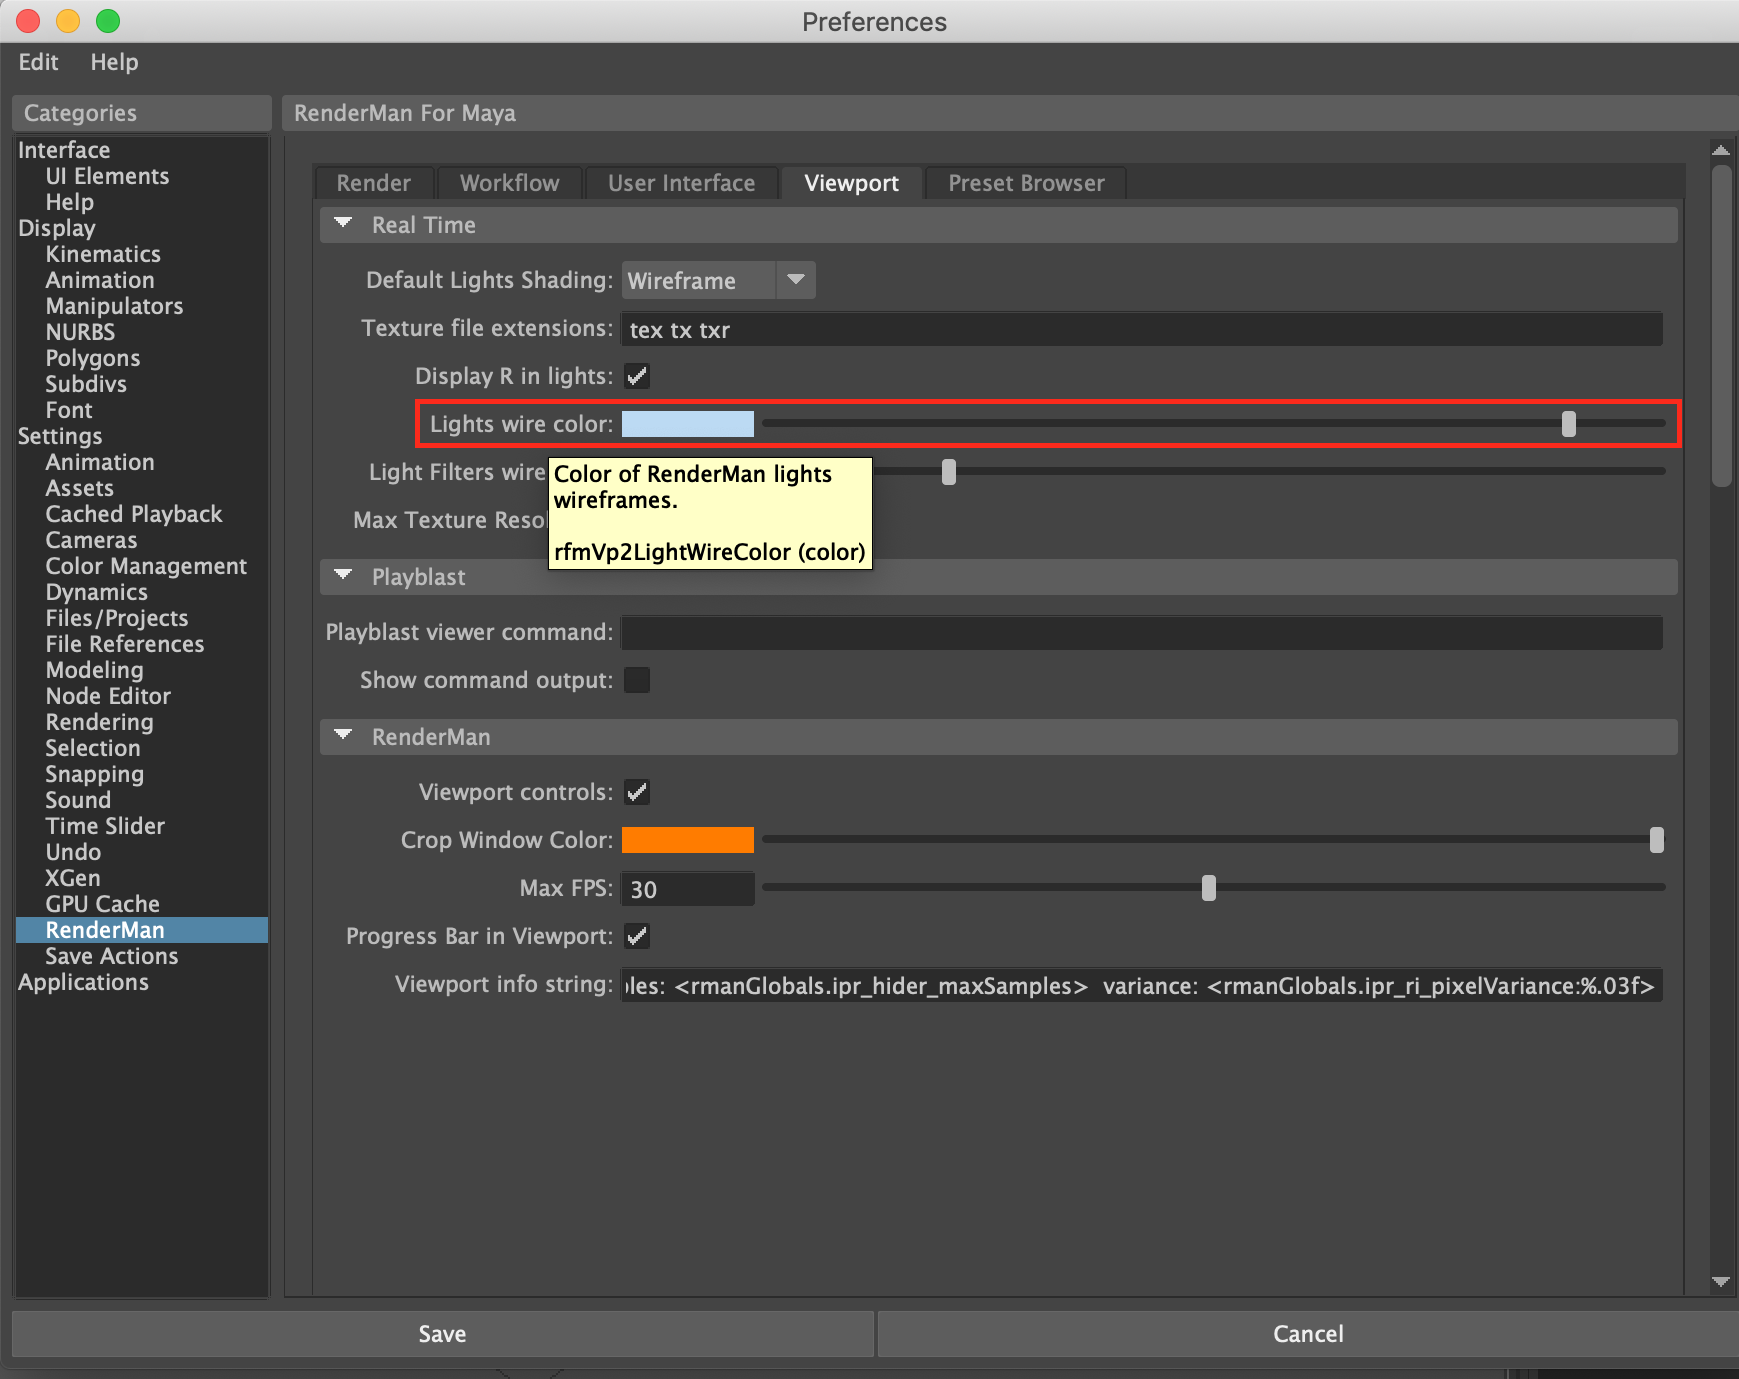 Preferences
Edit Help
Categories
Interface
UI Elements
Help
Display
Kinematics
Animation
Manipulators
NURBS
Polygons
Subdivs
Font
Settings
Animation
Assets
Cached Playback
Cameras
Color Management
Dynamics
Files/Projects
File References
Modeling
Node Editor
Rendering
Selection
Snapping
Sound
Time Slider
Undo
XGen
GPU Cache
RenderMan
Save Actions
Applications
RenderMan For Maya
Render Workflow User Interface Viewport Preset Browser
Real Time
Default Lights Shading: Wireframe
Texture file extensions: tex tx txr
Display R in lights:
Lights wire color:
Light Filters wire
Max Texture Resol
Color of RenderMan lights
wireframes.
rfmVp2LightWireColor (color)
Playblast
Playblast viewer command:
Show command output:
RenderMan
Viewport controls:
Crop Window Color:
Max FPS: 30
Progress Bar in Viewport:
Viewport info string: ples: <rmanGlobals.ipr_hider_maxSamples> variance: <rmanGlobals.ipr_ri_pixelVariance:%.03f>
Save Cancel